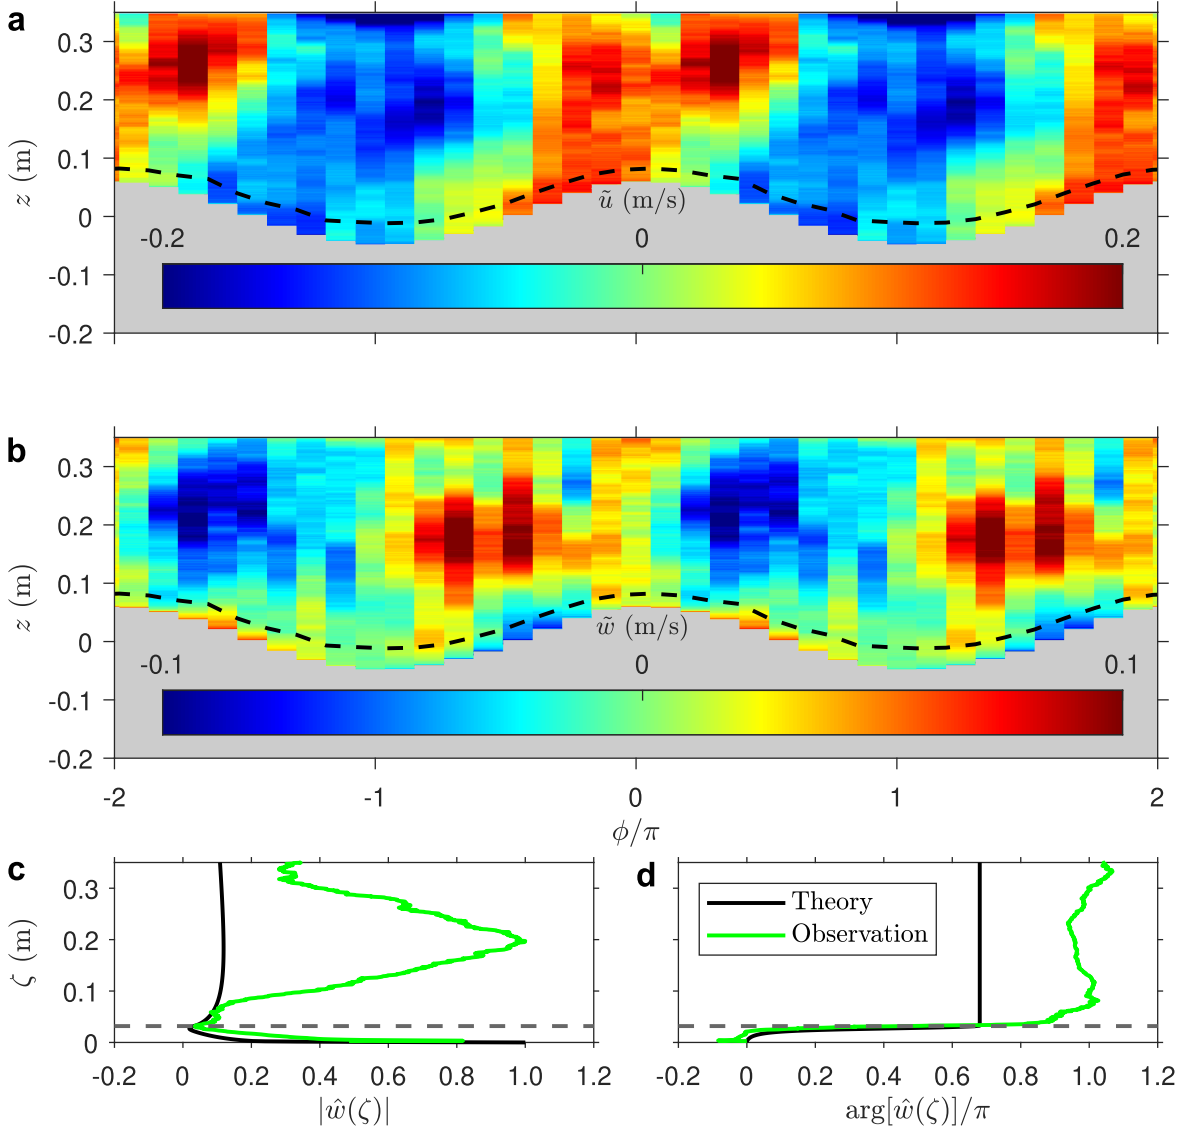 a
0.3
0.2
0.1
0
-0.1
-0.2
z (m)
ũ (m/s)
-0.2 0 0.2
b
0.3
0.2
0.1
0
-0.1
-0.2
z (m)
w̃ (m/s)
-0.1 0 0.1
-2 -1 0 1 2
ϕ/π
c
0.3
0.2
0.1
0
ζ (m)
-0.2 0 0.2 0.4 0.6 0.8 1.0 1.2
|ŵ(ζ)|
d
Theory
Observation
-0.2 0 0.2 0.4 0.6 0.8 1.0 1.2
arg[ŵ(ζ)]/π